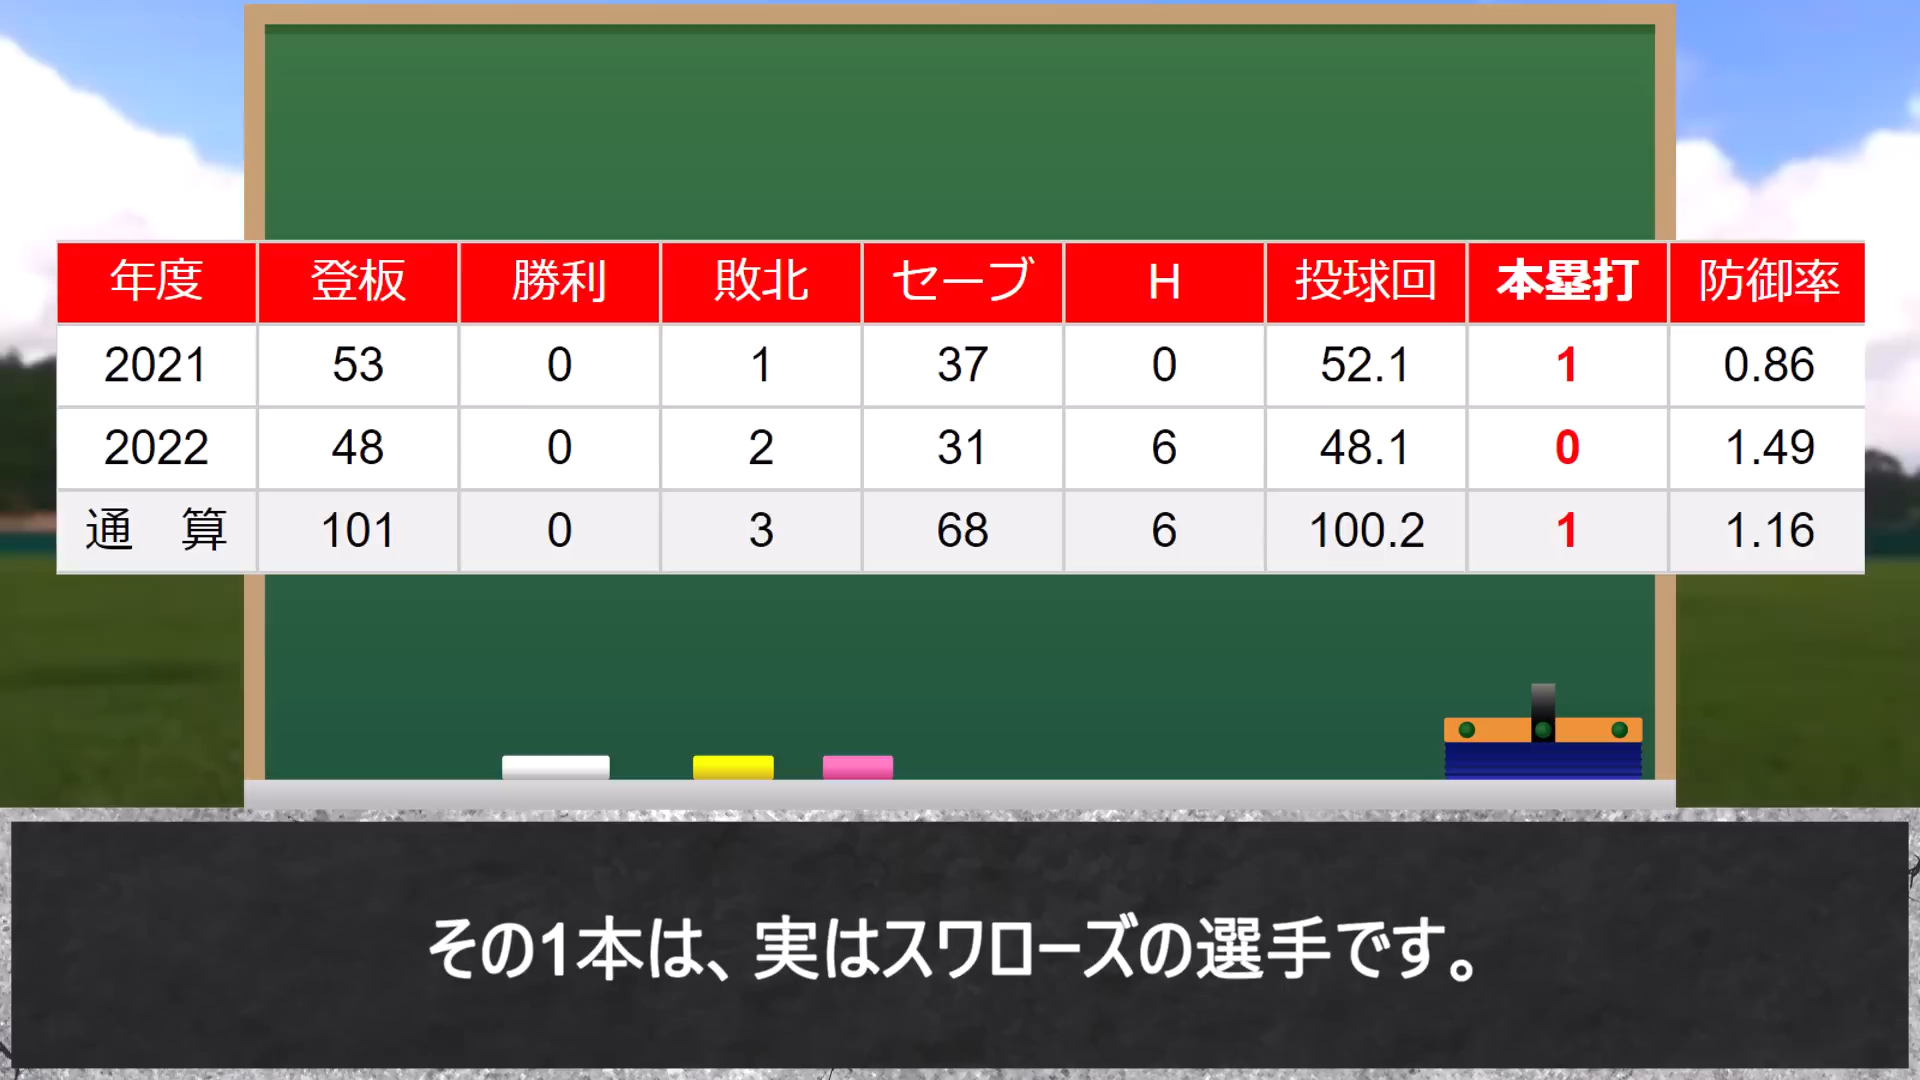 年度 登板 勝利 敗北 セーブ H 投球回 本塁打 防御率
2021 53 0 1 37 0 52.1 1 0.86
2022 48 0 2 31 6 48.1 0 1.49
通　算 101 0 3 68 6 100.2 1 1.16
その1本は、実はスワローズの選手です。